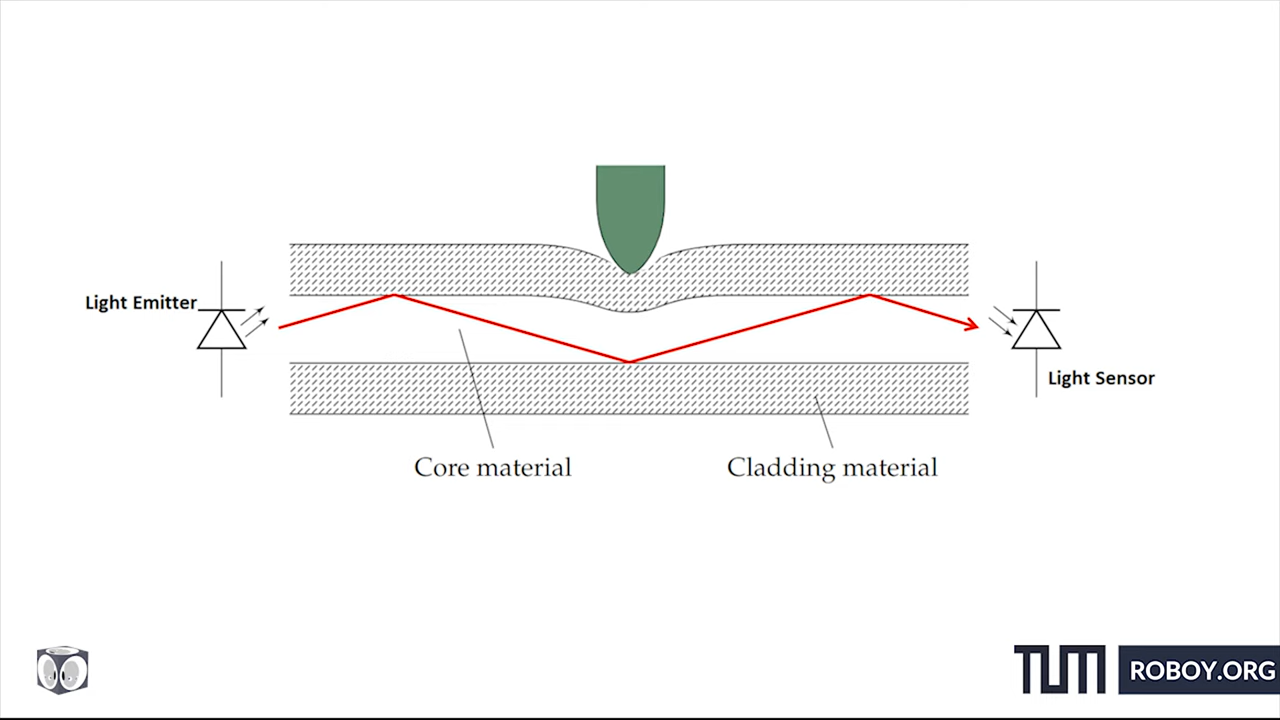 Light Emitter
Light Sensor
Core material
Cladding material
TUM
ROBOY.ORG